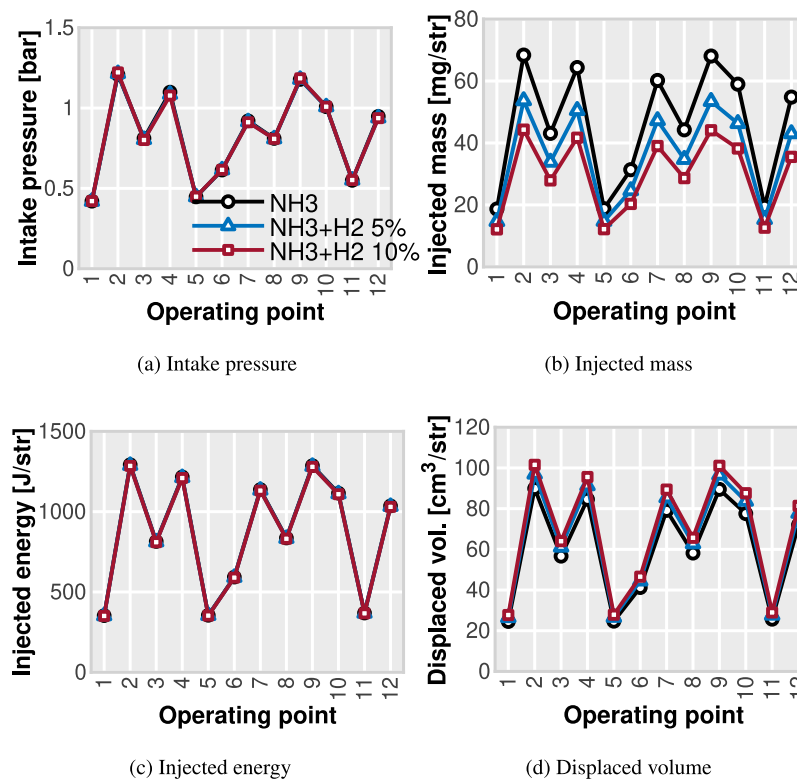 Intake pressure [bar]
1.5
1
0.5
0
NH3
NH3+H2 5%
NH3+H2 10%
1 2 3 4 5 6 7 8 9 10 11 12
Operating point
(a) Intake pressure
Injected mass [mg/str]
80
60
40
20
0
1 2 3 4 5 6 7 8 9 10 11 12
Operating point
(b) Injected mass
Injected energy [J/str]
1500
1000
500
0
1 2 3 4 5 6 7 8 9 10 11 12
Operating point
(c) Injected energy
Displaced vol. [cm³/str]
120
100
80
60
40
20
0
1 2 3 4 5 6 7 8 9 10 11 12
Operating point
(d) Displaced volume